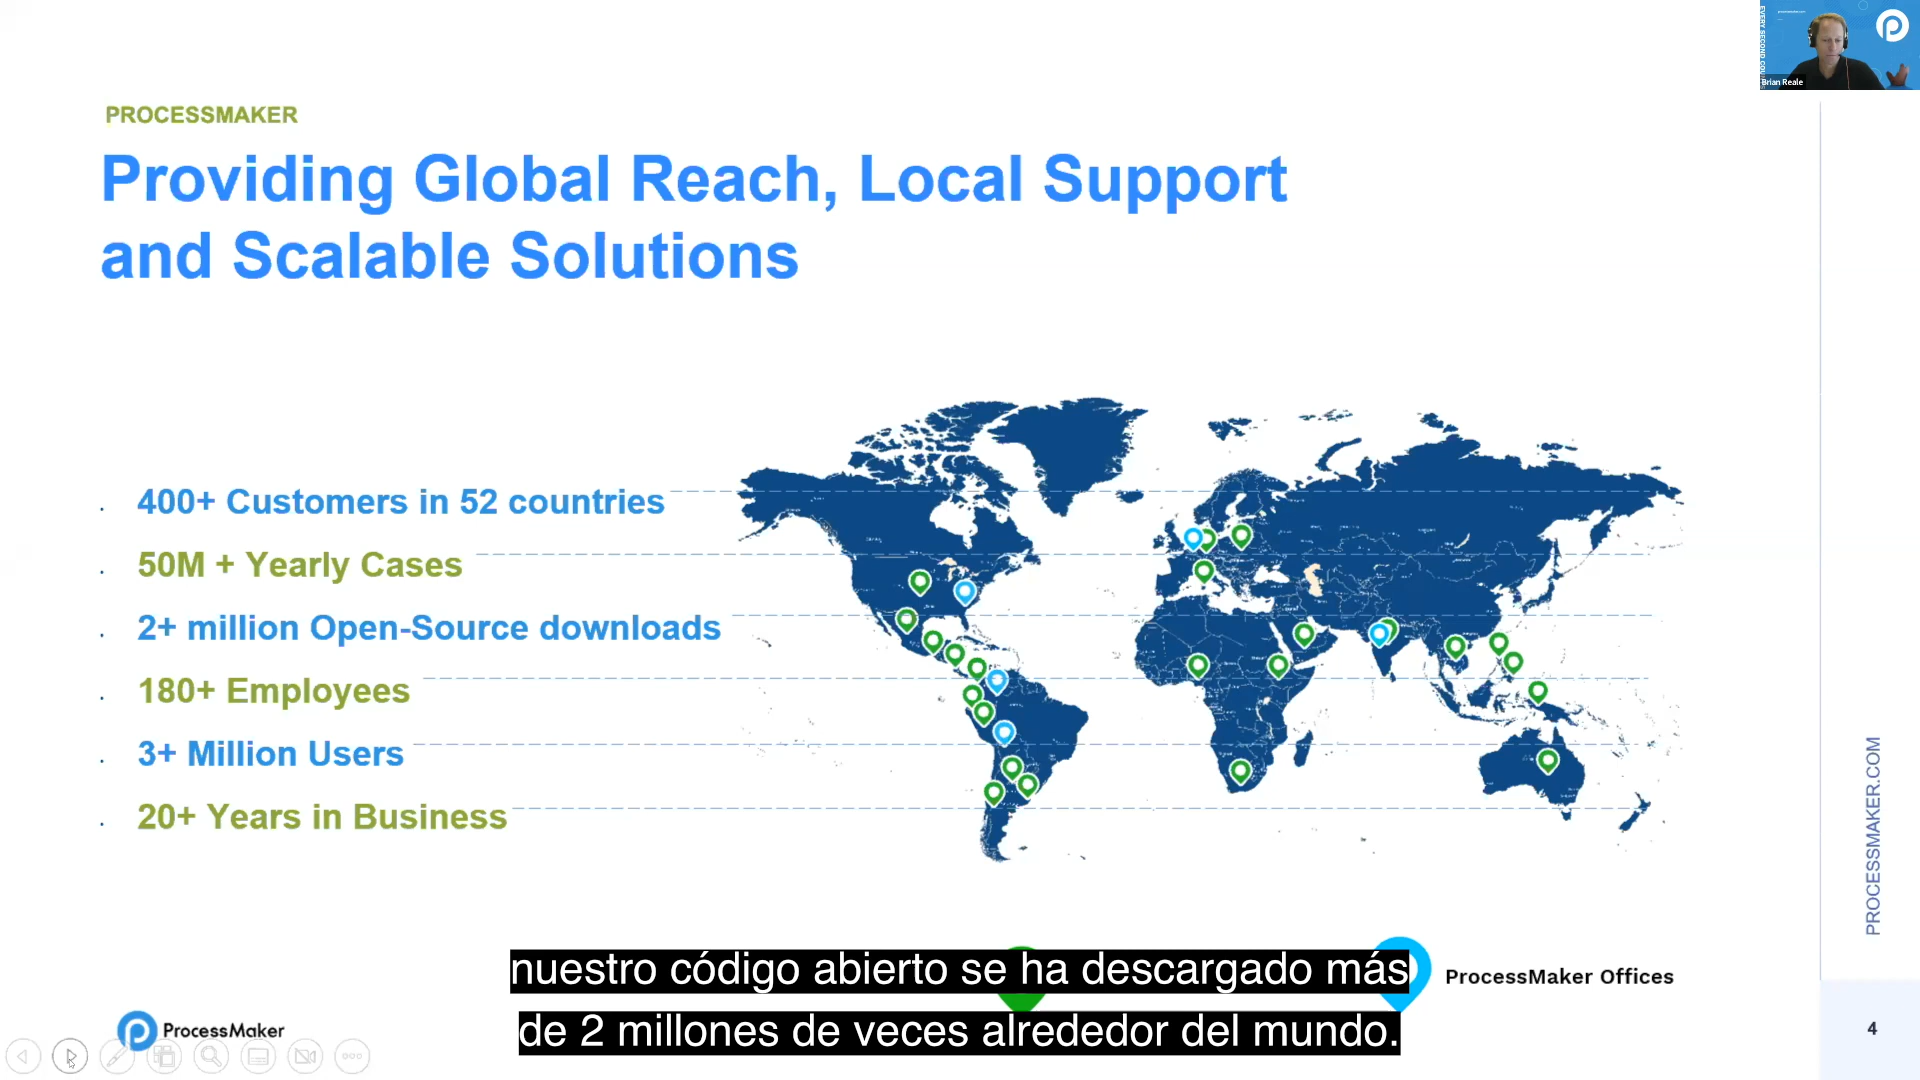 PROCESSMAKER
Providing Global Reach, Local Support
and Scalable Solutions
400+ Customers in 52 countries
50M + Yearly Cases
2+ million Open-Source downloads
180+ Employees
3+ Million Users
20+ Years in Business
Brian Reale
PROCESSMAKER.COM
nuestro código abierto se ha descargado más
de 2 millones de veces alrededor del mundo.
ProcessMaker Offices
ProcessMaker
4